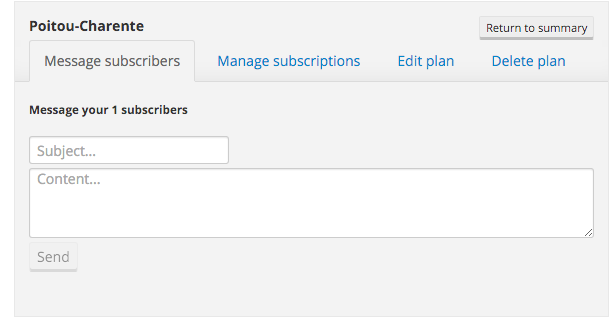 Poitou-Charente
Return to summary
Message subscribers Manage subscriptions Edit plan Delete plan
Message your 1 subscribers
Subject...
Content...
Send